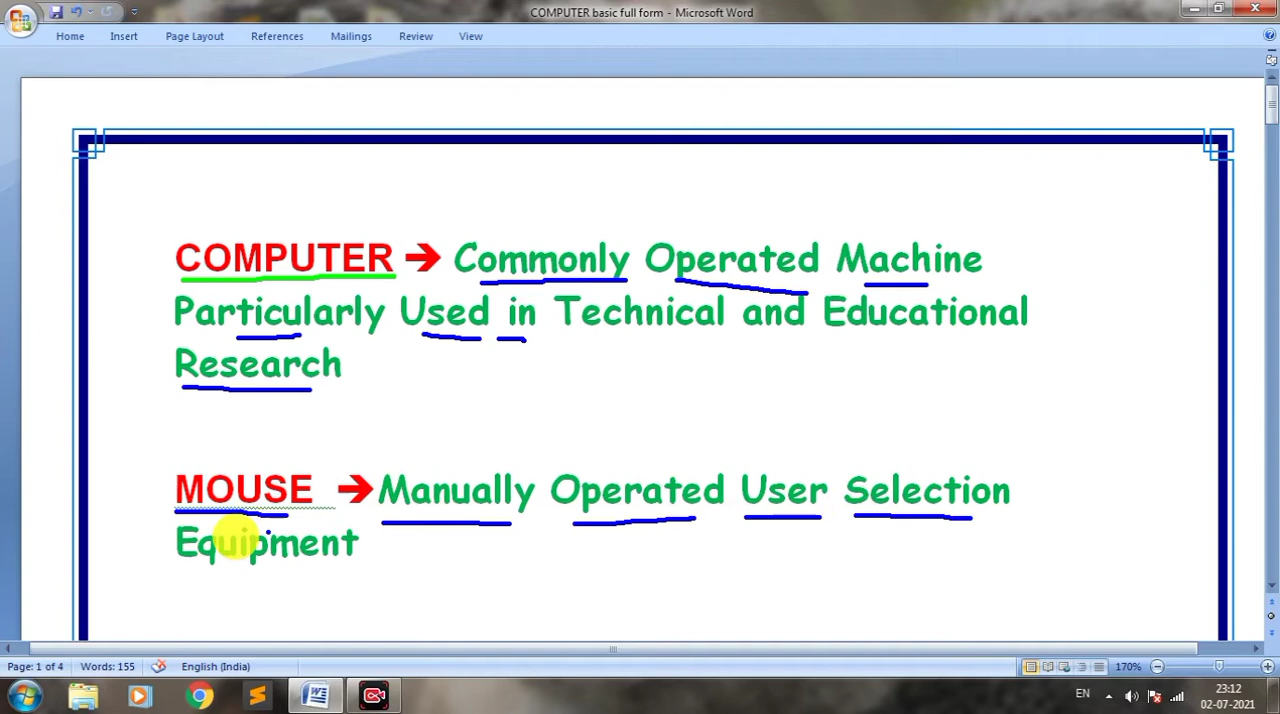 COMPUTER basic full form - Microsoft Word
Home Insert Page Layout References Mailings Review View
COMPUTER ➔ Commonly Operated Machine
Particularly Used in Technical and Educational
Research
MOUSE ➔Manually Operated User Selection
Equipment
Page: 1 of 4 Words: 155 English (India) 170%
EN 23:12
02-07-2021